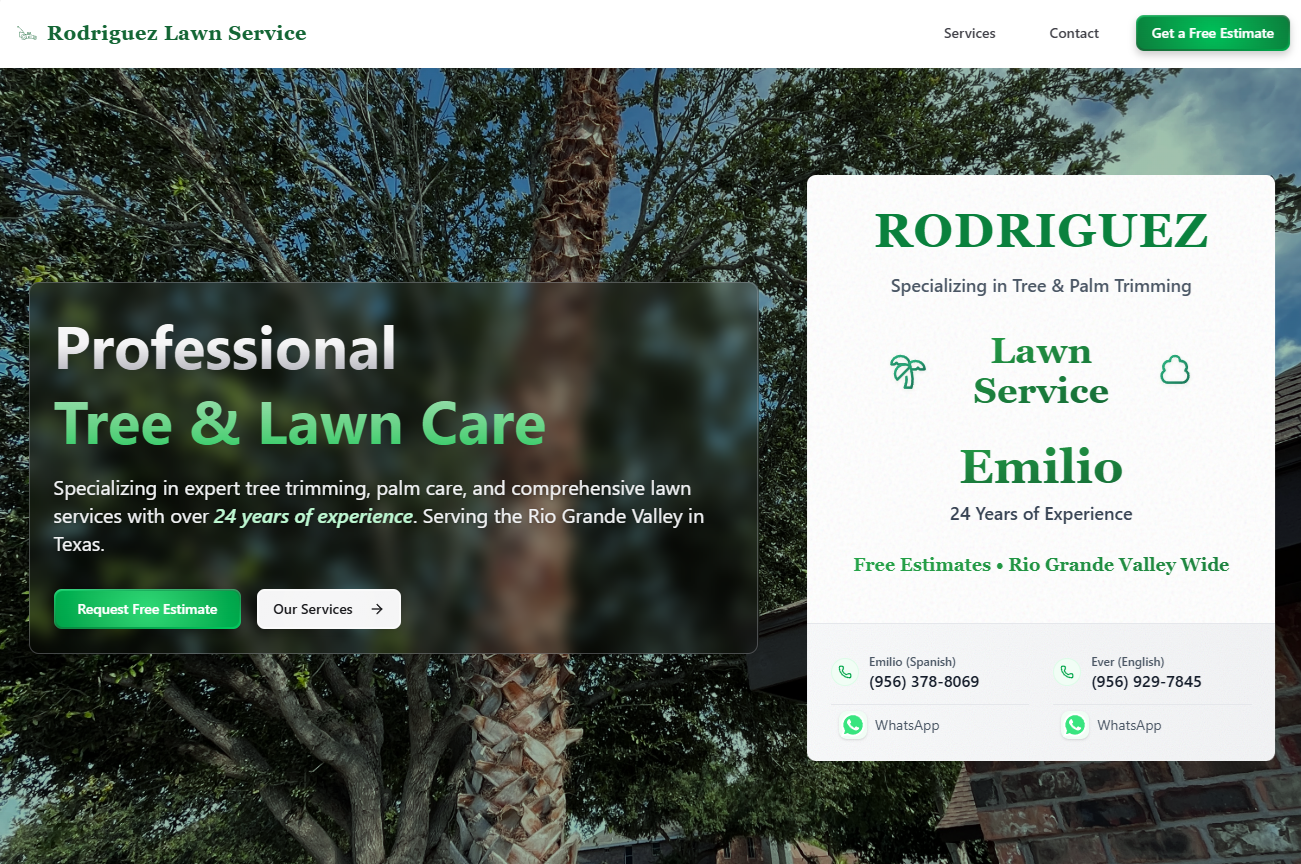 Rodriguez Lawn Service
Services
Contact
Get a Free Estimate
Professional
Tree & Lawn Care
Specializing in expert tree trimming, palm care, and comprehensive lawn
services with over 24 years of experience. Serving the Rio Grande Valley in
Texas.
Request Free Estimate
Our Services
RODRIGUEZ
Specializing in Tree & Palm Trimming
Lawn
Service
Emilio
24 Years of Experience
Free Estimates • Rio Grande Valley Wide
Emilio (Spanish)
(956) 378-8069
WhatsApp
Ever (English)
(956) 929-7845
WhatsApp